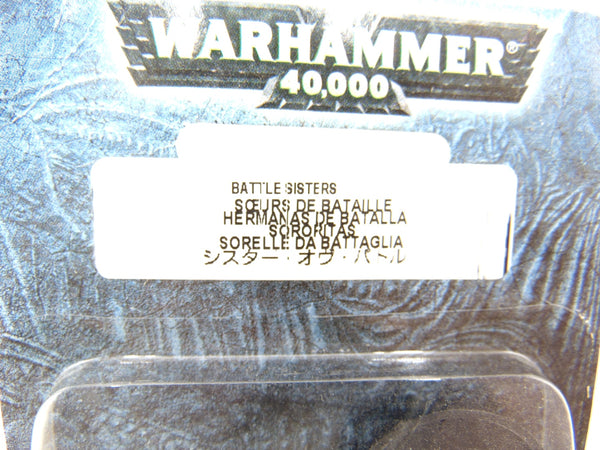 WARHAMMER®
40,000
BATTLE SISTERS
SŒURS DE BATAILLE
HERMANAS DE BATALLA
SORORITAS
SORELLE DA BATTAGLIA
シスター・オヴ・バトル